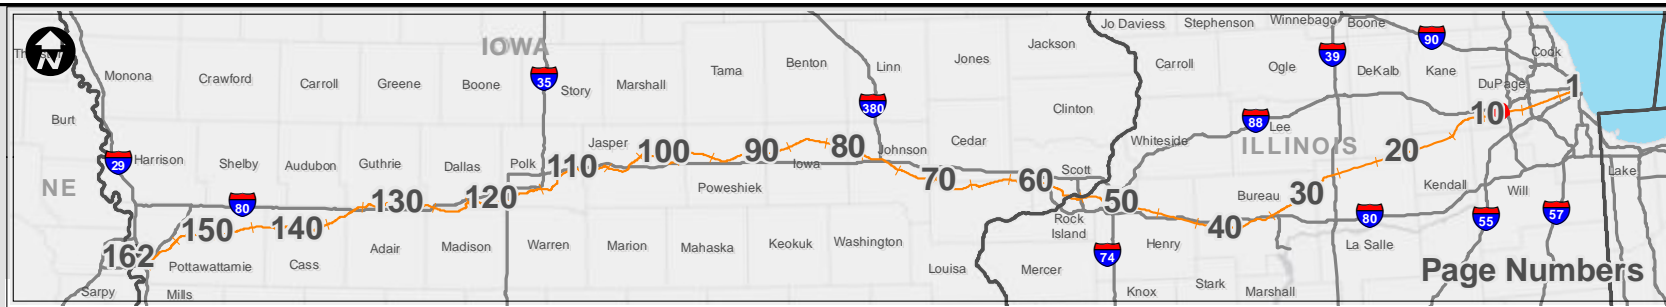 Jo Daviess
Stephenson
Winnebago
Boone
90
IOWA
Jackson
39
Cook
N
Monona
Crawford
Carroll
Greene
Boone
35
Story
Marshall
Tama
Benton
Linn
Jones
Carroll
Ogle
DeKalb
Kane
DuPage
1
Burt
380
Clinton
88
Lee
10
29
Harrison
Shelby
Audubon
Guthrie
Dallas
Polk
110
Jasper
100
90
Iowa
80
Johnson
Cedar
Whiteside
ILLINOIS
20
NE
80
130
120
Poweshiek
70
60
Scott
50
Bureau
30
Kendall
Will
Lake
162
150
140
Adair
Madison
Warren
Marion
Mahaska
Keokuk
Washington
Rock
Island
Henry
40
80
La Salle
55
57
Pottawattamie
Cass
Louisa
Mercer
74
Stark
Page Numbers
Sarpy
Mills
Knox
Marshall